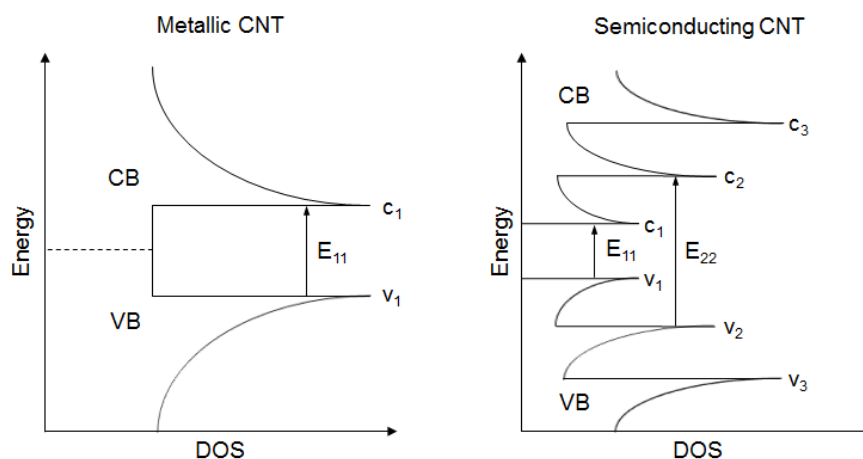 Metallic CNT
Energy
CB
VB
E₁₁
c₁
v₁
DOS
Semiconducting CNT
Energy
CB
VB
c₃
c₂
c₁
E₁₁
E₂₂
v₁
v₂
v₃
DOS